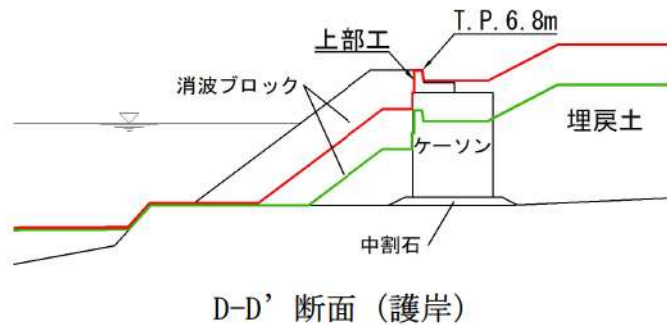 T.P.6.8m
上部工
消波ブロック
ケーソン
埋戻土
中割石
D-D’断面(護岸)